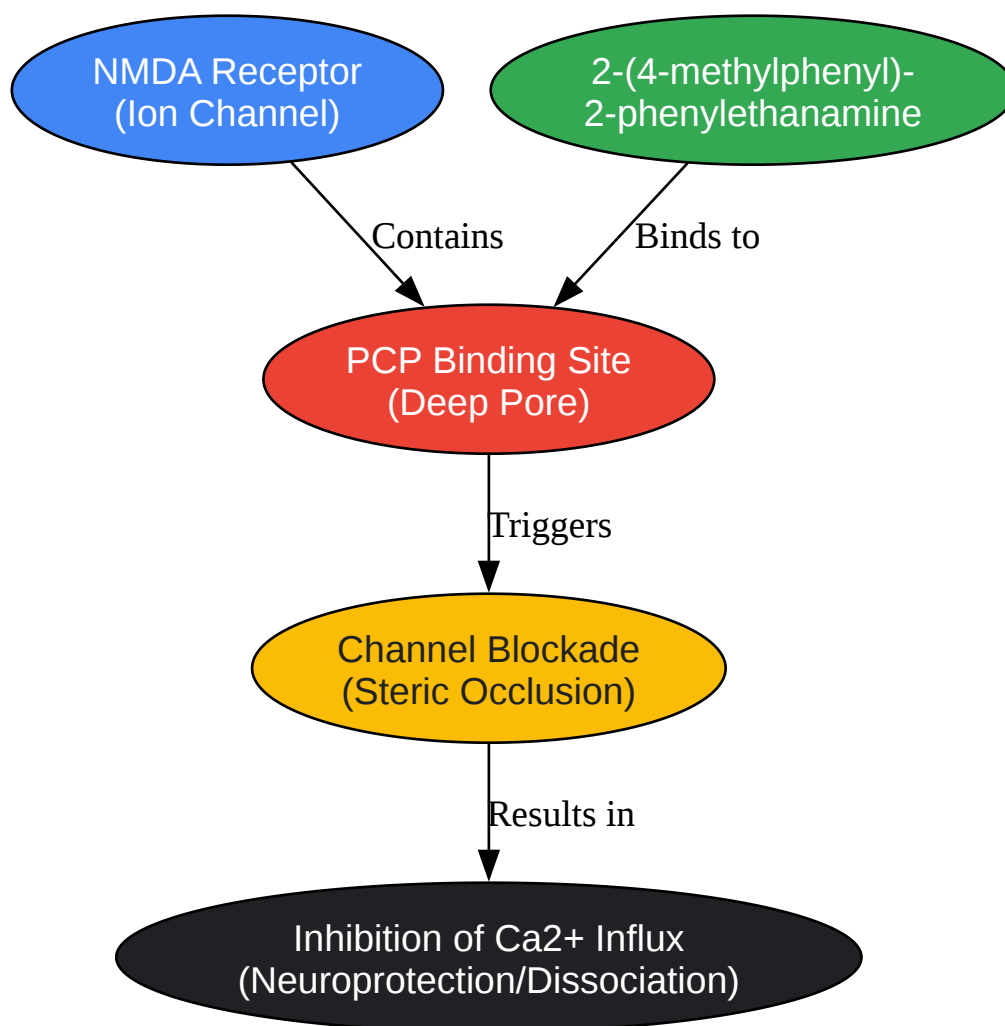 NMDA Receptor
(Ion Channel)
2-(4-methylphenyl)-
2-phenylethanamine
Contains
Binds to
PCP Binding Site
(Deep Pore)
Triggers
Channel Blockade
(Steric Occlusion)
Results in
Inhibition of Ca2+ Influx
(Neuroprotection/Dissociation)